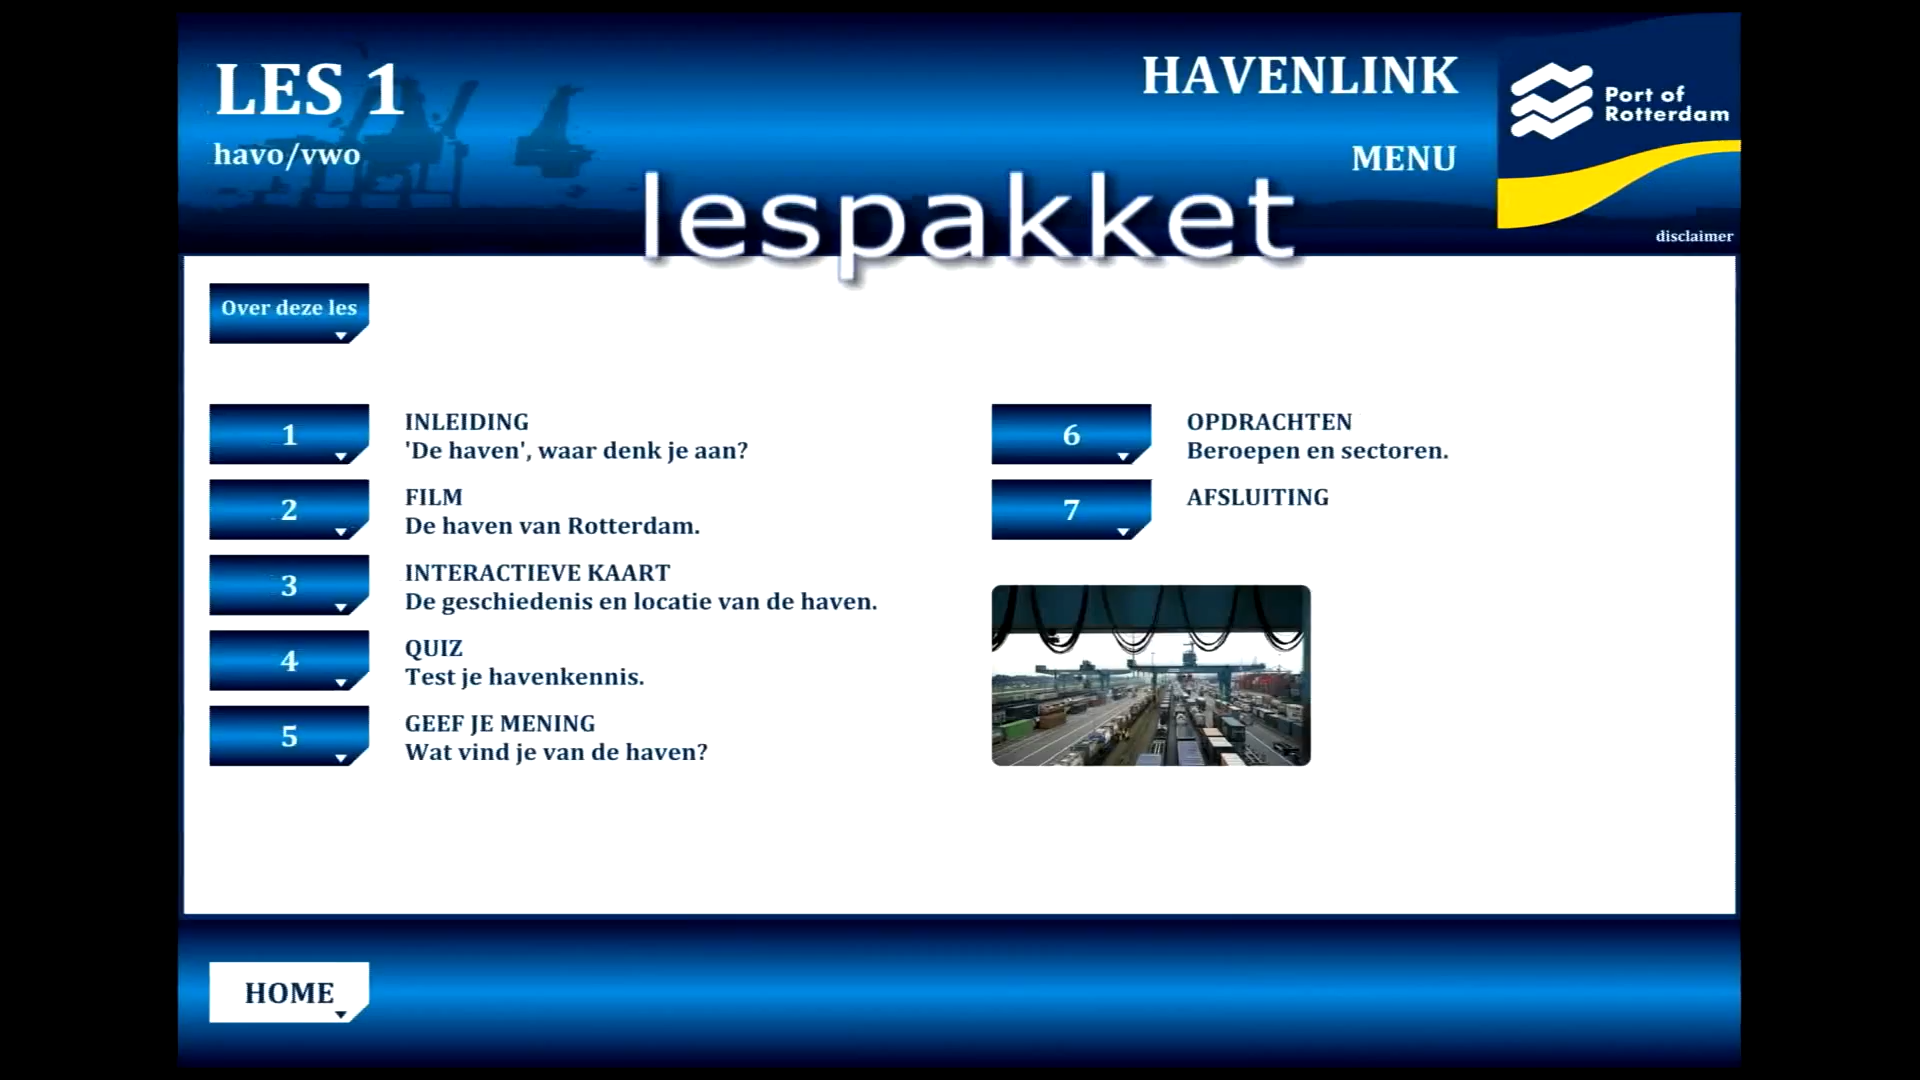 LES 1
havo/vwo
HAVENLINK
MENU
Port of
Rotterdam
disclaimer
lespakket
Over deze les
1
INLEIDING
'De haven', waar denk je aan?
2
FILM
De haven van Rotterdam.
3
INTERACTIEVE KAART
De geschiedenis en locatie van de haven.
4
QUIZ
Test je havenkennis.
5
GEEF JE MENING
Wat vind je van de haven?
6
OPDRACHTEN
Beroepen en sectoren.
7
AFSLUITING
HOME